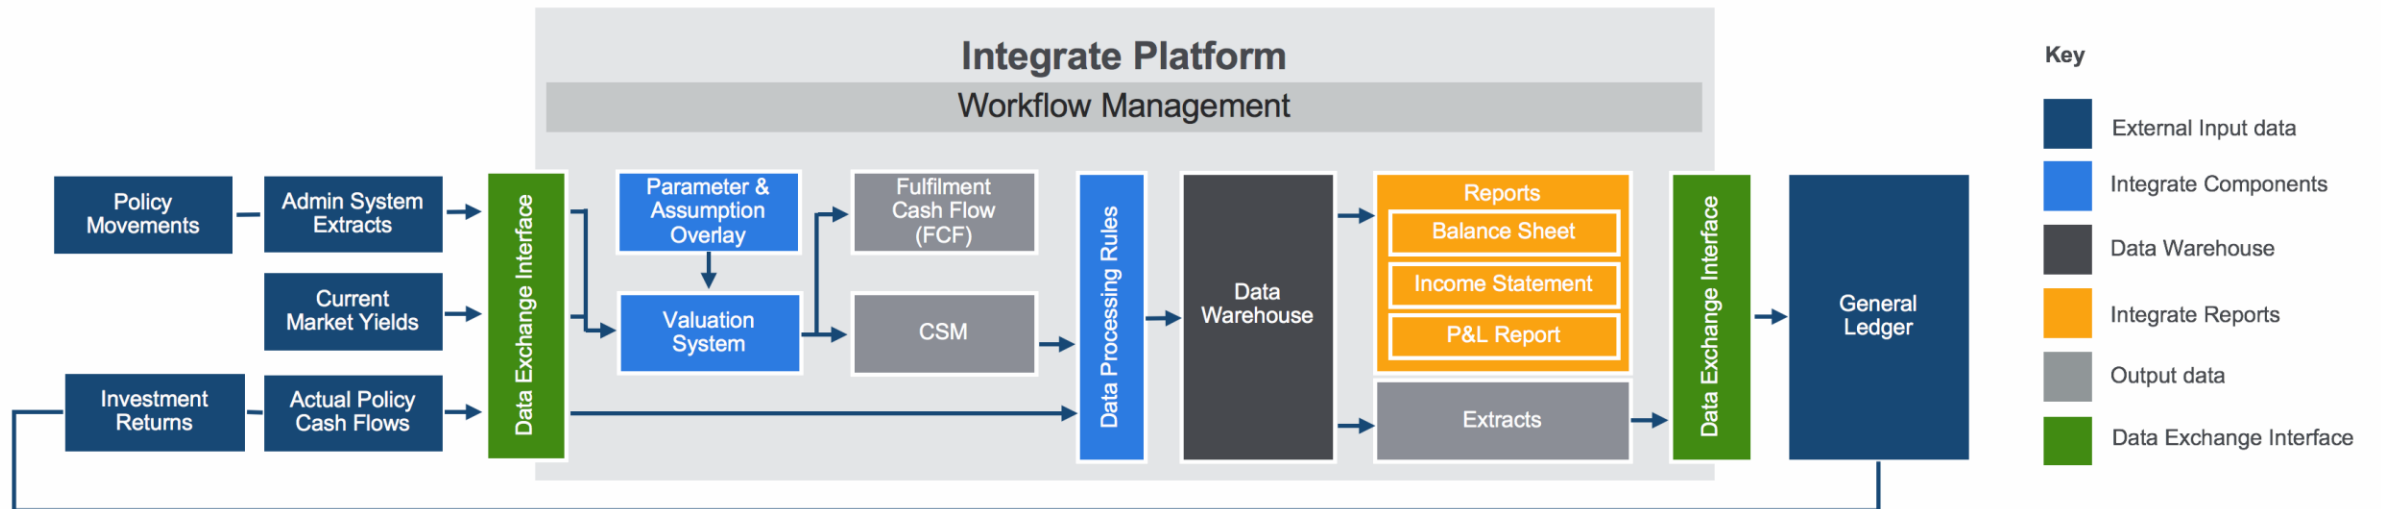 Integrate Platform
Workflow Management
Policy
Movements
Admin System
Extracts
Current
Market Yields
Investment
Returns
Actual Policy
Cash Flows
Data Exchange Interface
Parameter &
Assumption
Overlay
Valuation
System
Fulfilment
Cash Flow
(FCF)
CSM
Data Processing Rules
Data
Warehouse
Reports
Balance Sheet
Income Statement
P&L Report
Extracts
Data Exchange Interface
General
Ledger
Key
External Input data
Integrate Components
Data Warehouse
Integrate Reports
Output data
Data Exchange Interface